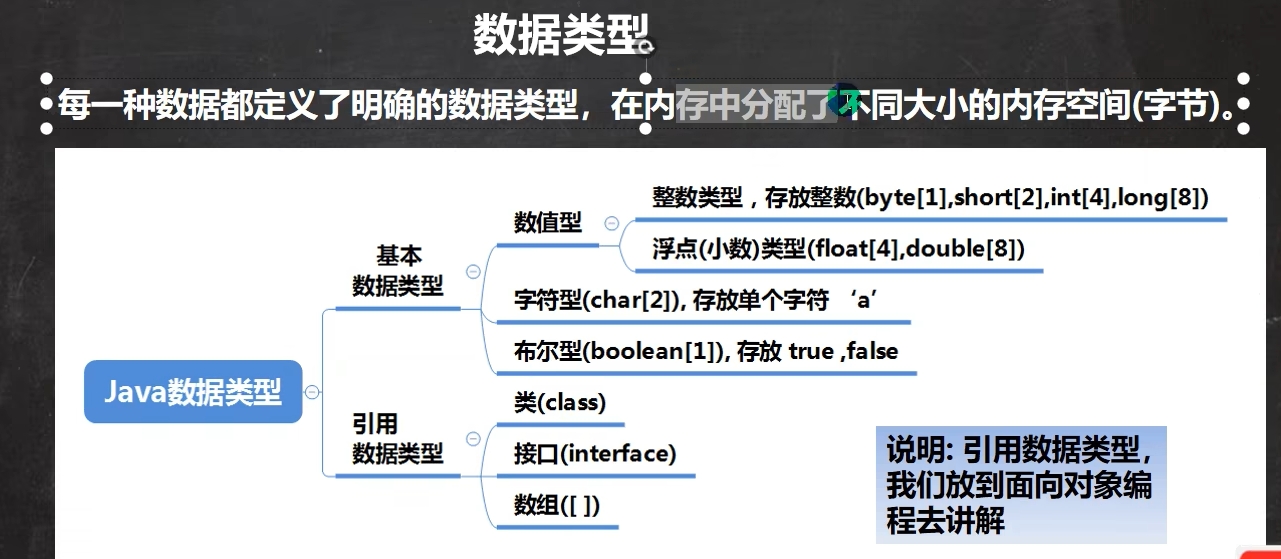 数据类型
每一种数据都定义了明确的数据类型，在内存中分配了不同大小的内存空间(字节)。
整数类型，存放整数(byte[1],short[2],int[4],long[8])
数值型
浮点(小数)类型(float[4],double[8])
基本
数据类型
字符型(char[2]), 存放单个字符 ‘a’
布尔型(boolean[1]), 存放 true ,false
Java数据类型
类(class)
引用
数据类型
接口(interface)
数组([ ])
说明: 引用数据类型，
我们放到面向对象编
程去讲解